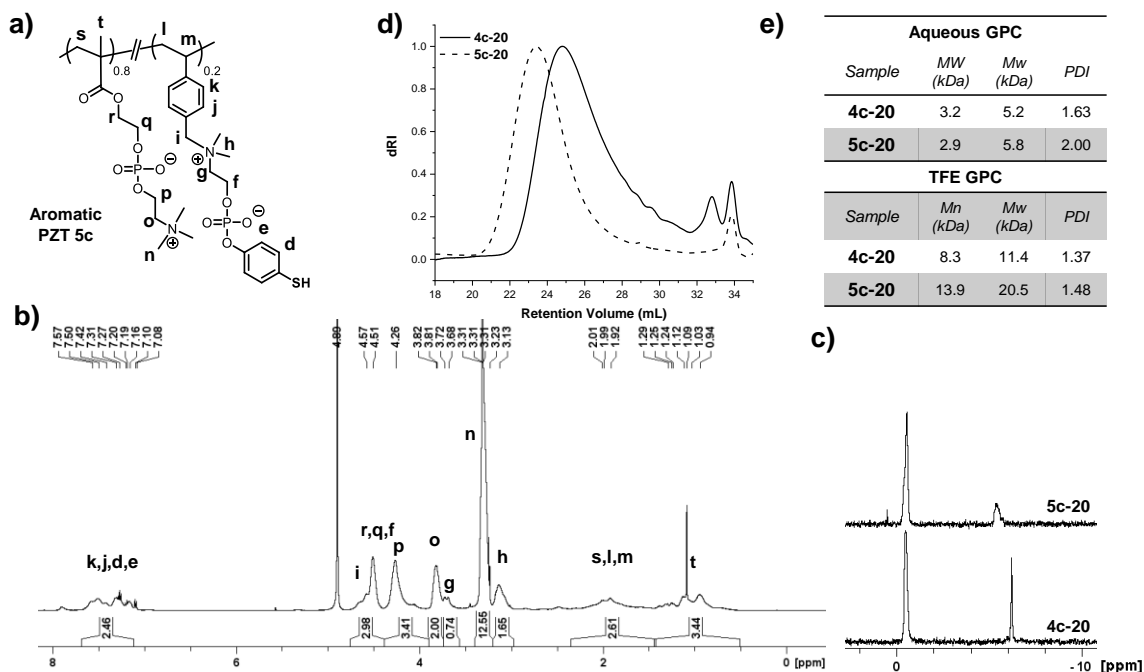 a)
s
t
l
m
0.8
0.2
k
j
O
O
r
q
i
N
h
O
g
f
O=P-O
p
O
O
O=P-O
e
o
N
n
O
d
SH
Aromatic
PZT 5c
d)
4c-20
5c-20
1.0
0.8
0.6
0.4
0.2
0.0
dRI
18 20 22 24 26 28 30 32 34
Retention Volume (mL)
e)
Aqueous GPC
Sample MW (kDa) Mw (kDa) PDI
4c-20 3.2 5.2 1.63
5c-20 2.9 5.8 2.00
TFE GPC
Sample Mn (kDa) Mw (kDa) PDI
4c-20 8.3 11.4 1.37
5c-20 13.9 20.5 1.48
b)
7.57 7.50 7.42 7.31 7.27 7.20 7.19 7.16 7.10 7.08 4.89 4.57 4.51 4.26 3.82 3.81 3.72 3.68 3.31 3.31 3.31 3.23 3.13 2.01 1.99 1.92 1.29 1.25 1.24 1.12 1.09 1.03 0.94
k,j,d,e
i
r,q,f
p
o
g
n
h
s,l,m
t
2.46 2.98 3.41 2.00 0.74 12.55 1.65 2.61 3.44
8 6 4 2 0 [ppm]
c)
5c-20
4c-20
0 -10 [ppm]